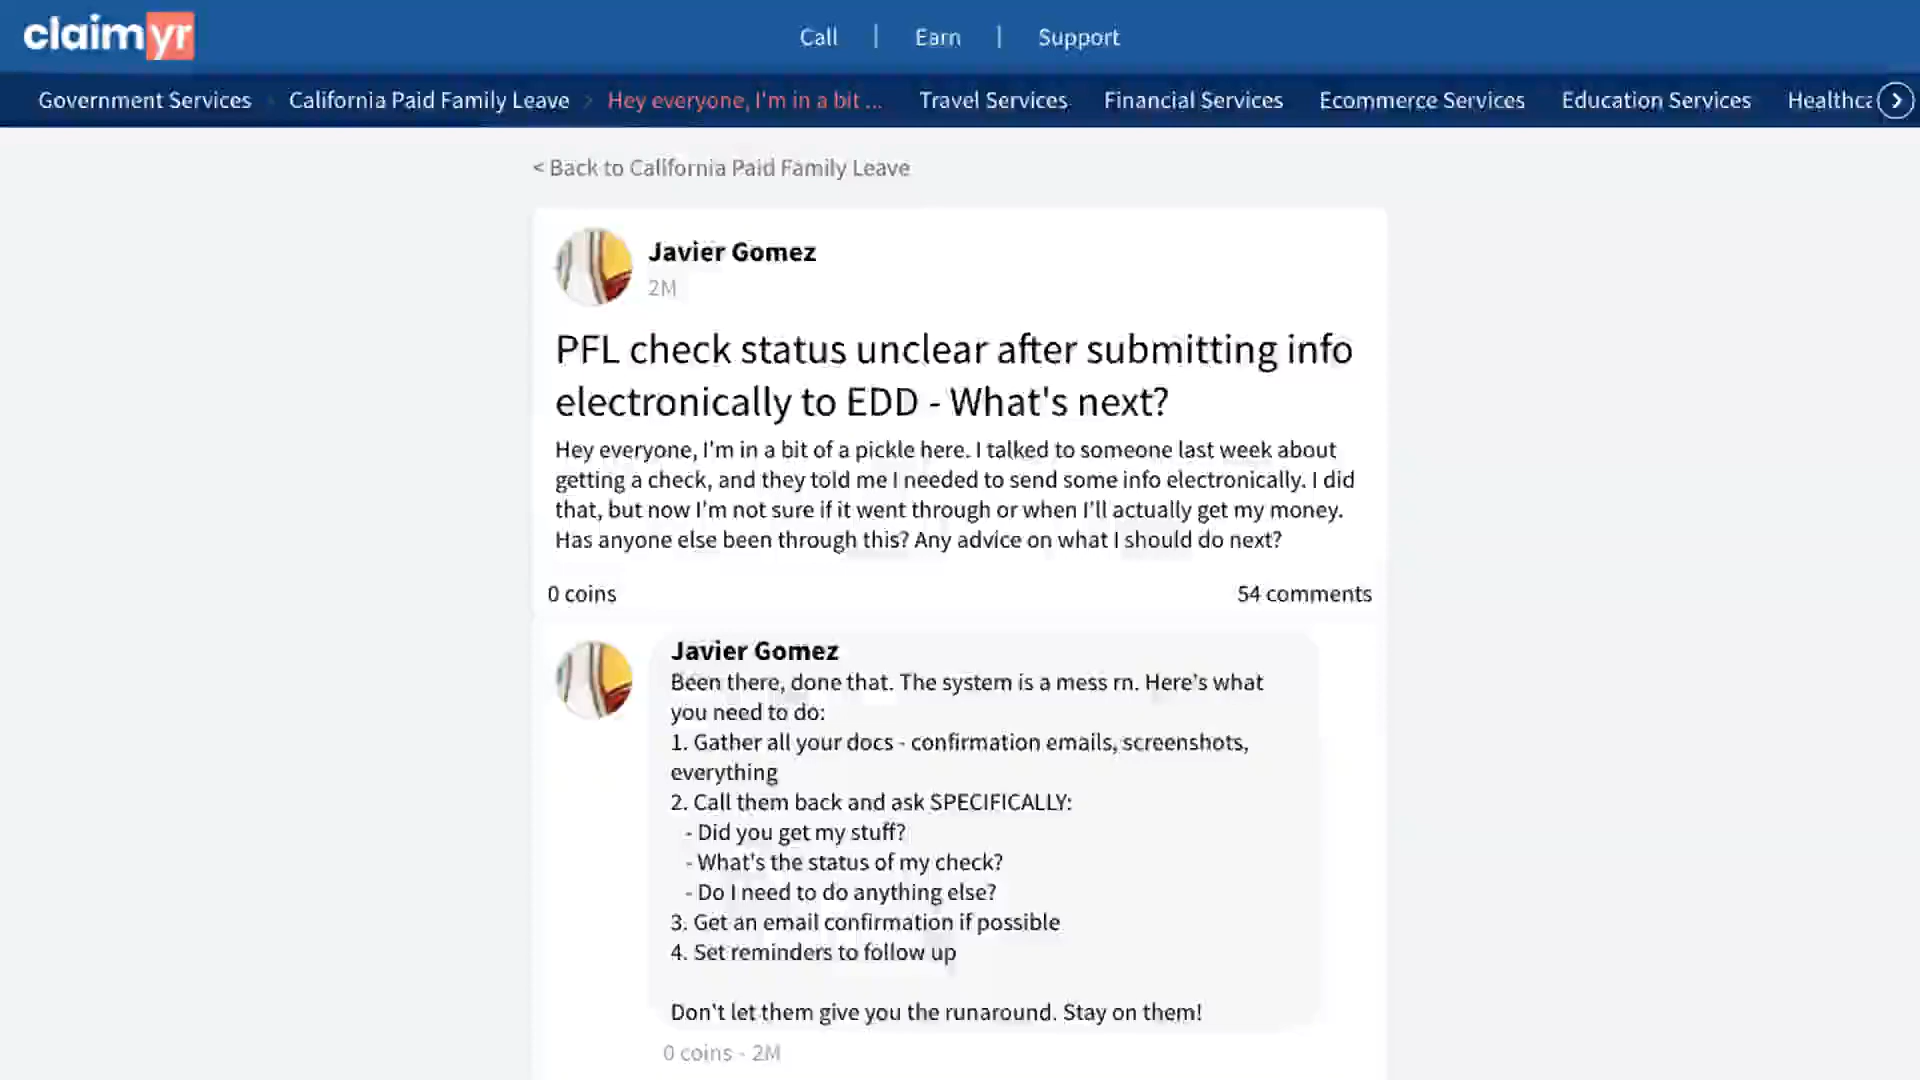 claimyr
Call | Earn | Support
Government Services > California Paid Family Leave > Hey everyone, I'm in a bit ... Travel Services Financial Services Ecommerce Services Education Services Healthca
< Back to California Paid Family Leave
Javier Gomez
2M
PFL check status unclear after submitting info
electronically to EDD - What's next?
Hey everyone, I'm in a bit of a pickle here. I talked to someone last week about
getting a check, and they told me I needed to send some info electronically. I did
that, but now I'm not sure if it went through or when I'll actually get my money.
Has anyone else been through this? Any advice on what I should do next?
0 coins 54 comments
Javier Gomez
Been there, done that. The system is a mess rn. Here's what
you need to do:
1. Gather all your docs - confirmation emails, screenshots,
everything
2. Call them back and ask SPECIFICALLY:
- Did you get my stuff?
- What's the status of my check?
- Do I need to do anything else?
3. Get an email confirmation if possible
4. Set reminders to follow up
Don't let them give you the runaround. Stay on them!
0 coins - 2M